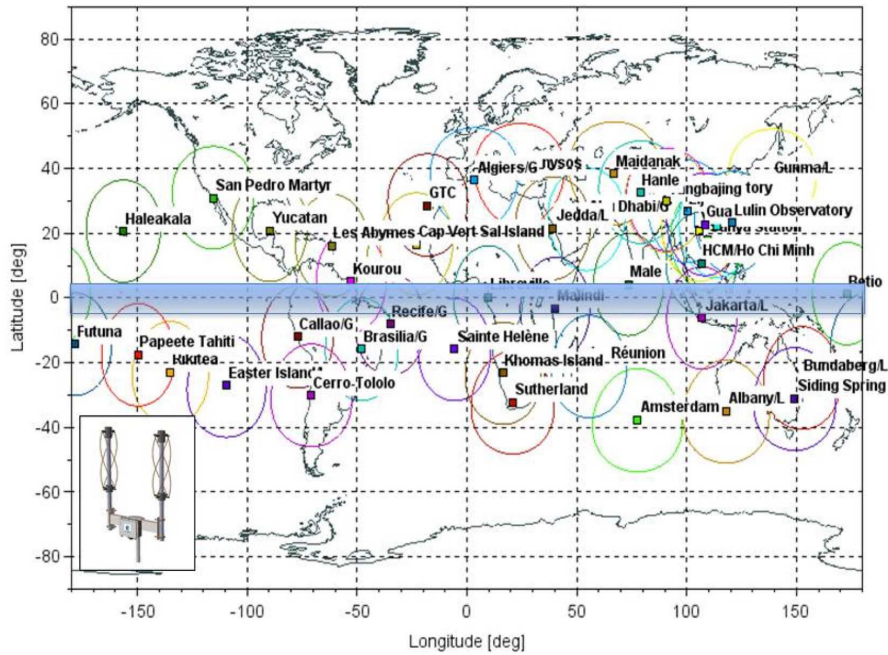 80
60
40
20
0
-20
-40
-60
-80
Latitude [deg]
Algiers/G
Maidanak
San Pedro Martyr
GTC
Hanle
Haleakala
Yucatan
Jedda/L
Dhabi/G
Gua
Lulin Observatory
Les Abymes
Cap Vert Sal Island
Kourou
Male
HCM/Ho Chi Minh
Libreville
Malindi
Betio
Recife/G
Jakarta/L
Futuna
Papeete Tahiti
Callao/G
Brasilia/G
Sainte Helène
Rikitea
Khomas Island
Réunion
Bundaberg/L
Easter Island
Cerro-Tololo
Sutherland
Amsterdam
Albany/L
Siding Spring
-150 -100 -50 0 50 100 150
Longitude [deg]